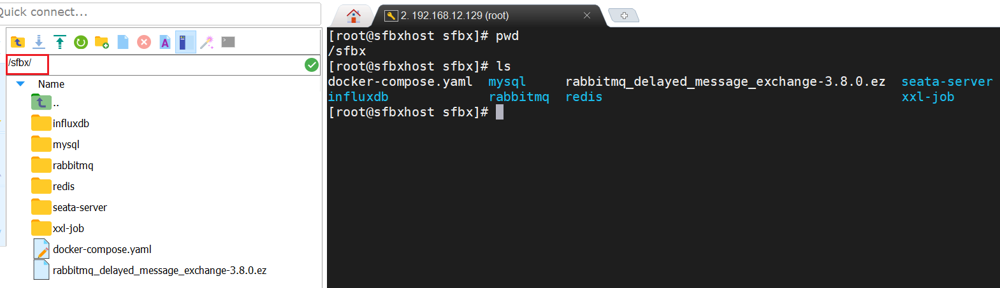 Quick connect...
/sfbx/
Name
..
influxdb
mysql
rabbitmq
redis
seata-server
xxl-job
docker-compose.yaml
rabbitmq_delayed_message_exchange-3.8.0.ez
2. 192.168.12.129 (root)
[root@sfbxhost sfbx]# pwd
/sfbx
[root@sfbxhost sfbx]# ls
docker-compose.yaml mysql rabbitmq_delayed_message_exchange-3.8.0.ez seata-server
influxdb rabbitmq redis xxl-job
[root@sfbxhost sfbx]#